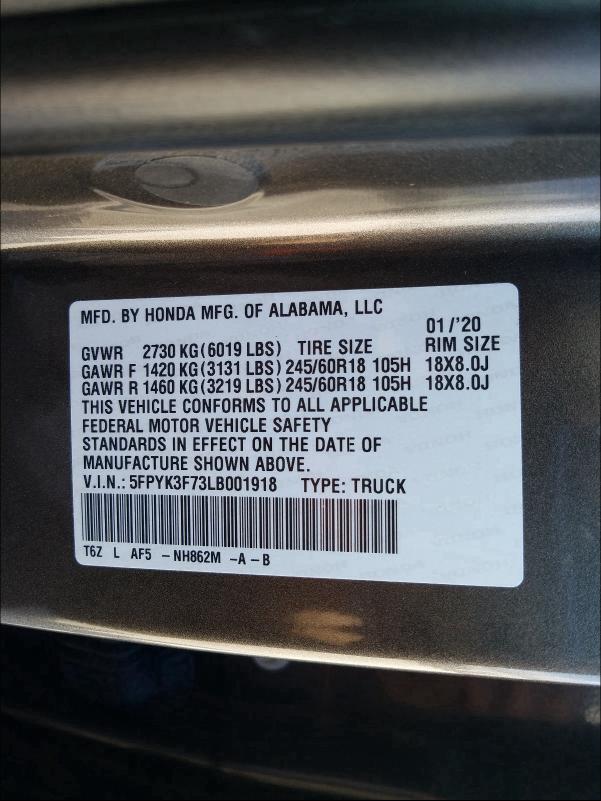 MFD. BY HONDA MFG. OF ALABAMA, LLC
01/'20
GVWR 2730 KG(6019 LBS) TIRE SIZE RIM SIZE
GAWR F 1420 KG(3131 LBS) 245/60R18 105H 18X8.0J
GAWR R 1460 KG(3219 LBS) 245/60R18 105H 18X8.0J
THIS VEHICLE CONFORMS TO ALL APPLICABLE
FEDERAL MOTOR VEHICLE SAFETY
STANDARDS IN EFFECT ON THE DATE OF
MANUFACTURE SHOWN ABOVE.
V.I.N.: 5FPYK3F73LB001918 TYPE: TRUCK
T6Z L AF5 -NH862M -A-B